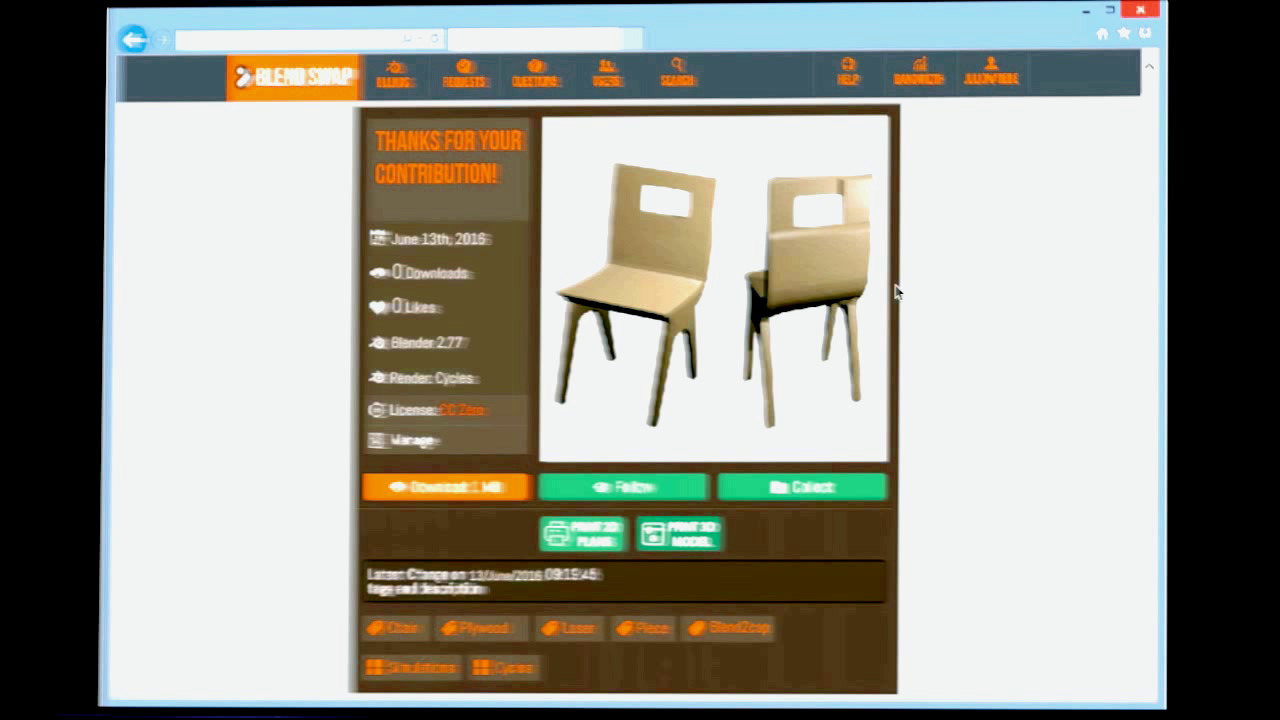 BLEND SWAP
BLENDS
REQUESTS
QUESTIONS
USERS
SEARCH
HELP
BANDWIDTH
THANKS FOR YOUR
CONTRIBUTION!
June 13th, 2016
0 Downloads
0 Likes
Blender 2.77
Render: Cycles
License: CC Zero
Manage
Download: 1 MB
Follow
Collect
PRINT 2D
PLANS
PRINT 3D
MODEL
Latest Change on 13/June/2016 09:19:45
tags and description
Chair
Plywood
Laser
Piece
Blend2cop
Simulations
Cycles